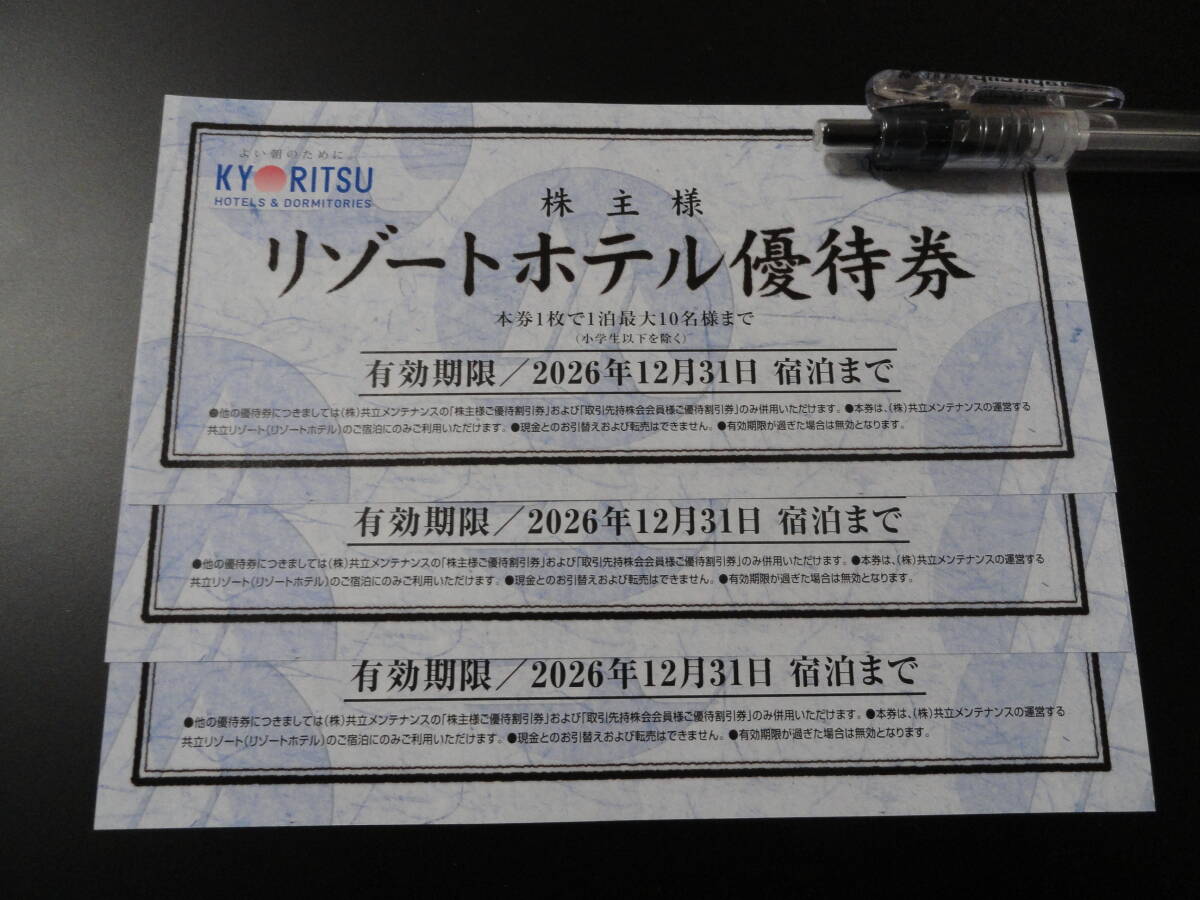 よい朝のために。
KYORITSU
HOTELS & DORMITORIES
株主様
リゾートホテル優待券
本券1枚で1泊最大10名様まで
(小学生以下を除く)
有効期限/2026年12月31日 宿泊まで
●他の優待券につきましては(株)共立メンテナンスの「株主様ご優待割引券」および「取引先持株会会員様ご優待割引券」のみ併用いただけます。●本券は、(株)共立メンテナンスの運営する
共立リゾート(リゾートホテル)のご宿泊にのみご利用いただけます。●現金とのお引替えおよび転売はできません。●有効期限が過ぎた場合は無効となります。
有効期限/2026年12月31日 宿泊まで
●他の優待券につきましては(株)共立メンテナンスの「株主様ご優待割引券」および「取引先持株会会員様ご優待割引券」のみ併用いただけます。●本券は、(株)共立メンテナンスの運営する
共立リゾート(リゾートホテル)のご宿泊にのみご利用いただけます。●現金とのお引替えおよび転売はできません。●有効期限が過ぎた場合は無効となります。
有効期限/2026年12月31日 宿泊まで
●他の優待券につきましては(株)共立メンテナンスの「株主様ご優待割引券」および「取引先持株会会員様ご優待割引券」のみ併用いただけます。●本券は、(株)共立メンテナンスの運営する
共立リゾート(リゾートホテル)のご宿泊にのみご利用いただけます。●現金とのお引替えおよび転売はできません。●有効期限が過ぎた場合は無効となります。